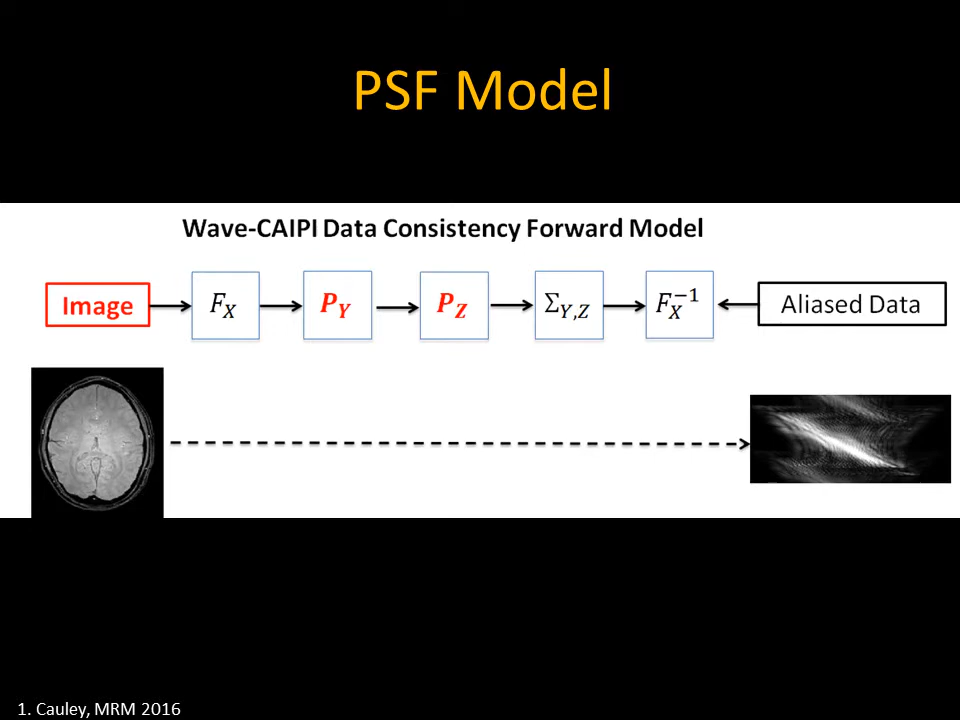 PSF Model
Wave-CAIPI Data Consistency Forward Model
Image F_X P_Y P_Z Σ_{Y,Z} F_X^{-1} Aliased Data
1. Cauley, MRM 2016